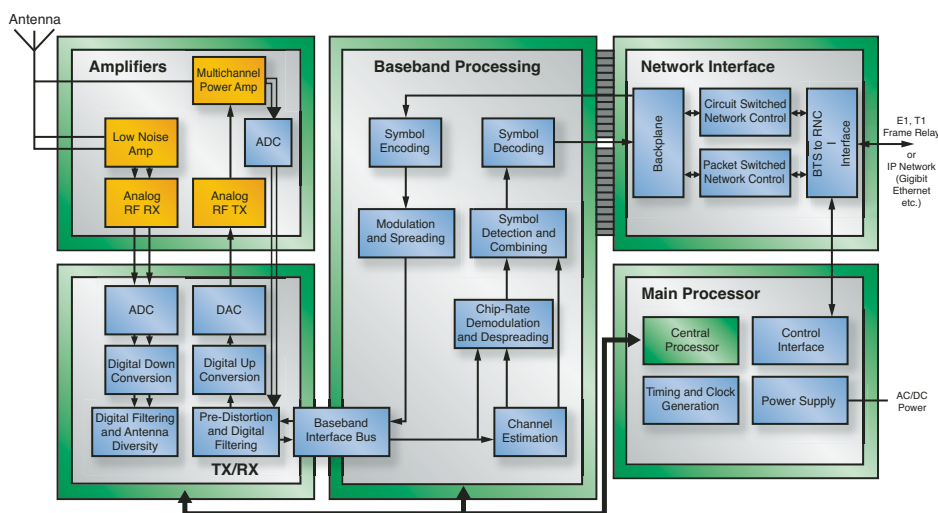 Antenna
Amplifiers
Multichannel
Power Amp
Low Noise
Amp
ADC
Analog
RF RX
Analog
RF TX
ADC
DAC
Digital Down
Conversion
Digital Up
Conversion
Digital Filtering
and Antenna
Diversity
Pre-Distortion
and Digital
Filtering
TX/RX
Baseband
Interface Bus
Baseband Processing
Symbol
Encoding
Symbol
Decoding
Modulation
and Spreading
Symbol
Detection and
Combining
Chip-Rate
Demodulation
and Despreading
Channel
Estimation
Network Interface
Backplane
Circuit Switched
Network Control
Packet Switched
Network Control
BTS to RNC
I
Interface
E1, T1
Frame Relay
or
IP Network
(Gigibit
Ethernet
etc.)
Main Processor
Central
Processor
Control
Interface
Timing and Clock
Generation
Power Supply
AC/DC
Power